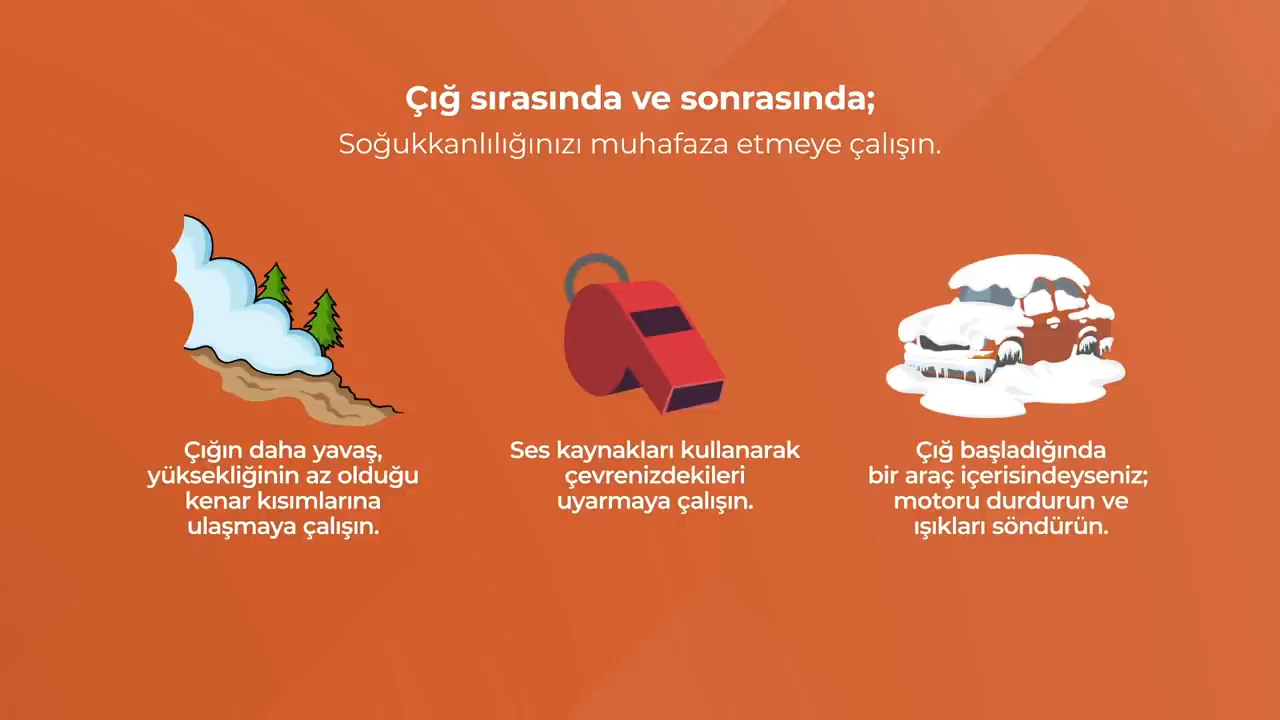 Çığ sırasında ve sonrasında;
Soğukkanlılığınızı muhafaza etmeye çalışın.
Çığın daha yavaş,
yüksekliğinin az olduğu
kenar kısımlarına
ulaşmaya çalışın.
Ses kaynakları kullanarak
çevrenizdekileri
uyarmaya çalışın.
Çığ başladığında
bir araç içerisindeyseniz;
motoru durdurun ve
ışıkları söndürün.